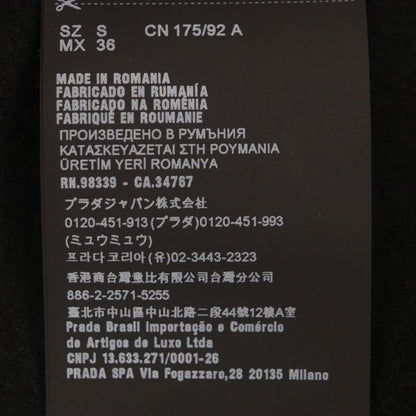 SZ S CN 175/92 A
MX 36
MADE IN ROMANIA
FABRICADO EN RUMANÍA
FABRICADO NA ROMÊNIA
FABRIQUÉ EN ROUMANIE
ПРОИЗВЕДЕНО В РУМЪНИЯ
ΚΑΤΑΣΚΕΥΑΖΕΤΑΙ ΣΤΗ ΡΟΥΜΑΝΙΑ
ÜRETİM YERİ ROMANYA
RN.98339 - CA.34767
プラダジャパン株式会社
0120-451-913 (プラダ) 0120-451-993
(ミュウミュウ)
프라다코리아(유) 02-3443-2323
香港商台灣意比有限公司台灣分公司
886-2-2571-5255
臺北市中山區中山北路二段44號12樓A
Prada Brasil Importação e Comércio
de Artigos de Luxo Ltda
CNPJ 13.633.271/0001-26
PRADA SPA Via Fogazzaro,28 20135 Milano